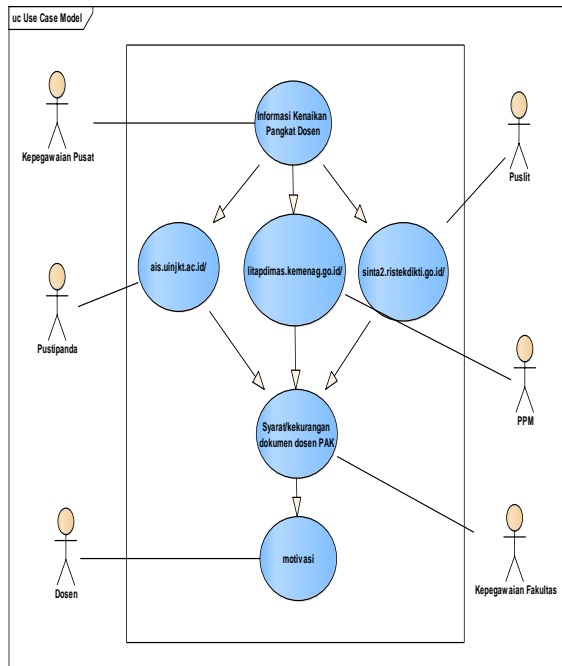 uc Use Case Model
Informasi Kenaikan
Pangkat Dosen
Kepegawaian Pusat
Puslit
ais.uinjkt.ac.id/
litapdimas.kemenag.go.id/
sinta2.ristekdikti.go.id/
Pustipanda
PPM
Syarat/kekurangan
dokumen dosen PAK
motivasi
Dosen
Kepegawaian Fakultas